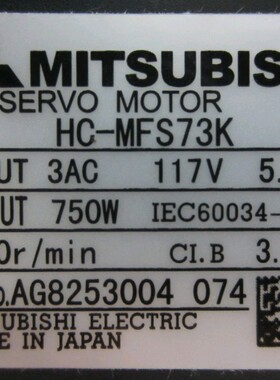 MITSUBIS
SERVO MOTOR
HC-MFS73K
UT 3AC 117V 5.
UT 750W IEC60034-
0r/min CI.B 3.
.AG8253004 074
UBISHI ELECTRIC
E IN JAPAN